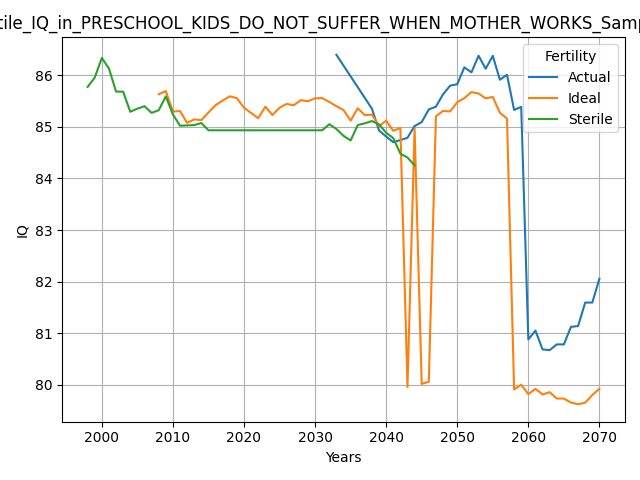 tile_IQ_in_PRESCHOOL_KIDS_DO_NOT_SUFFER_WHEN_MOTHER_WORKS_Sam
Fertility
Actual
Ideal
Sterile
86
85
84
83
82
81
80
IQ
2000 2010 2020 2030 2040 2050 2060 2070
Years